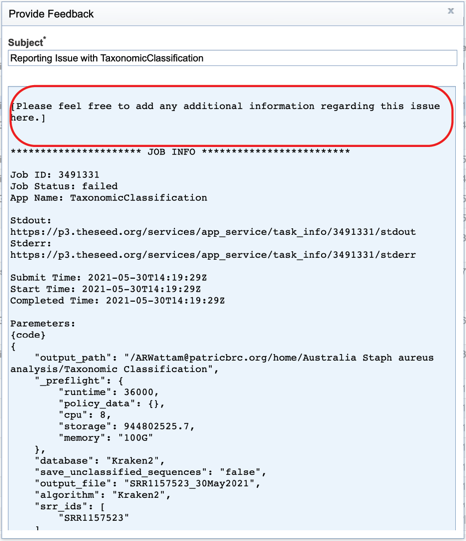 Provide Feedback
x
Subject*
Reporting Issue with TaxonomicClassification
[Please feel free to add any additional information regarding this issue
here.]
********************** JOB INFO *************************
Job ID: 3491331
Job Status: failed
App Name: TaxonomicClassification
Stdout:
https://p3.theseed.org/services/app_service/task_info/3491331/stdout
Stderr:
https://p3.theseed.org/services/app_service/task_info/3491331/stderr
Submit Time: 2021-05-30T14:19:29Z
Start Time: 2021-05-30T14:19:29Z
Completed Time: 2021-05-30T14:19:29Z
Paremeters:
{code}
{
    "output_path": "/ARWattam@patricbrc.org/home/Australia Staph aureus
analysis/Taxonomic Classification",
    "_preflight": {
        "runtime": 36000,
        "policy_data": {},
        "cpu": 8,
        "storage": 944802525.7,
        "memory": "100G"
    },
    "database": "Kraken2",
    "save_unclassified_sequences": "false",
    "output_file": "SRR1157523_30May2021",
    "algorithm": "Kraken2",
    "srr_ids": [
        "SRR1157523"